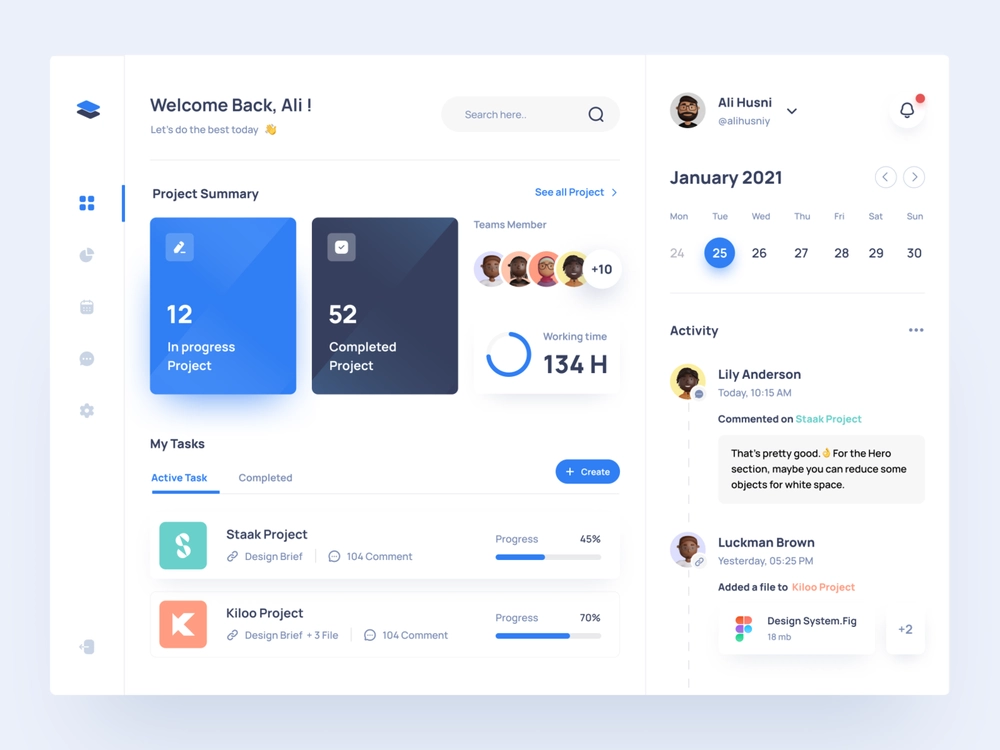 Welcome Back, Ali !
Let's do the best today 👋
Search here..
Project Summary
See all Project
12
In progress
Project
52
Completed
Project
Teams Member
+10
Working time
134 H
My Tasks
Active Task
Completed
+ Create
Staak Project
Design Brief
104 Comment
Progress
45%
Kiloo Project
Design Brief + 3 File
104 Comment
Progress
70%
Ali Husni
@alihusniy
January 2021
Mon Tue Wed Thu Fri Sat Sun
24 25 26 27 28 29 30
Activity
Lily Anderson
Today, 10:15 AM
Commented on Staak Project
That's pretty good.👌For the Hero
section, maybe you can reduce some
objects for white space.
Luckman Brown
Yesterday, 05:25 PM
Added a file to Kiloo Project
Design System.Fig
18 mb
+2